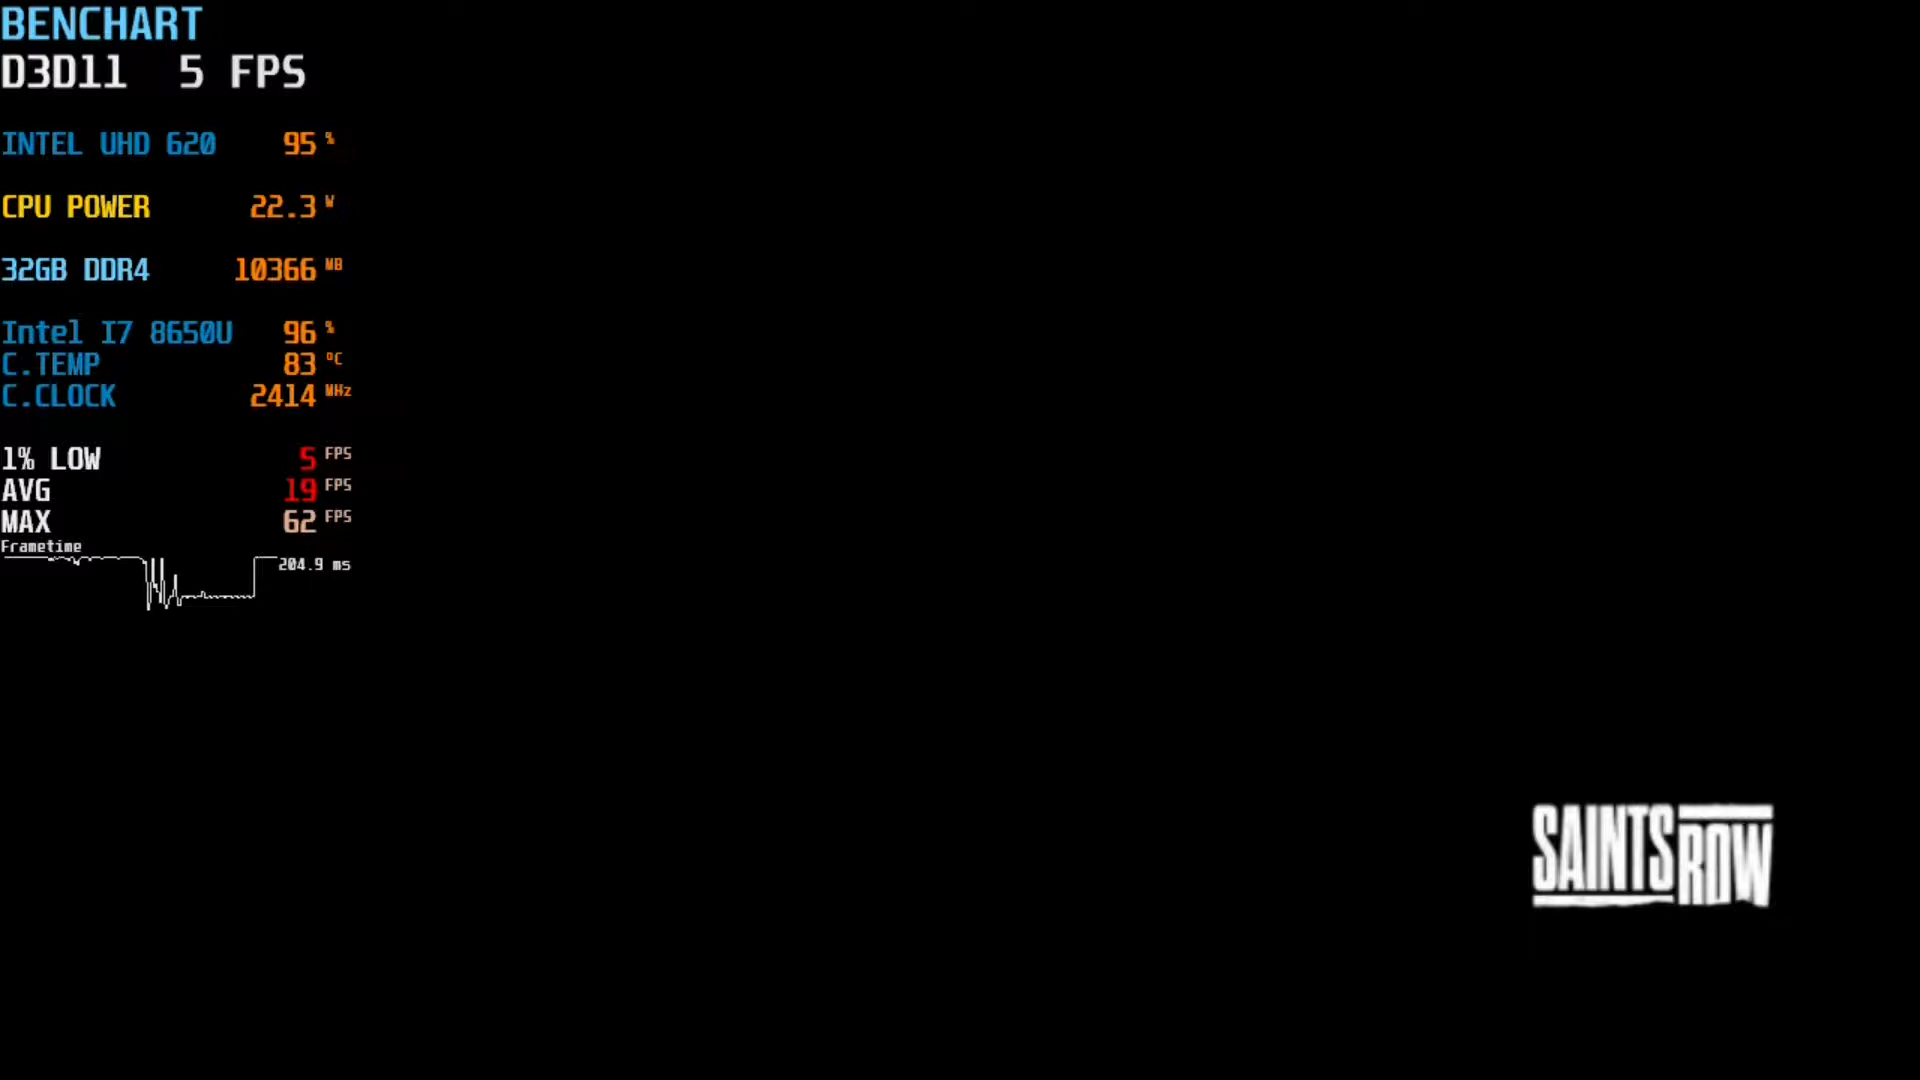 BENCHART
D3D11 5 FPS
INTEL UHD 620 95 %
CPU POWER 22.3 W
32GB DDR4 10366 MB
Intel I7 8650U 96 %
C.TEMP 83 °C
C.CLOCK 2414 MHz
1% LOW 5 FPS
AVG 19 FPS
MAX 62 FPS
Frametime
204.9 ms
SAINTS ROW